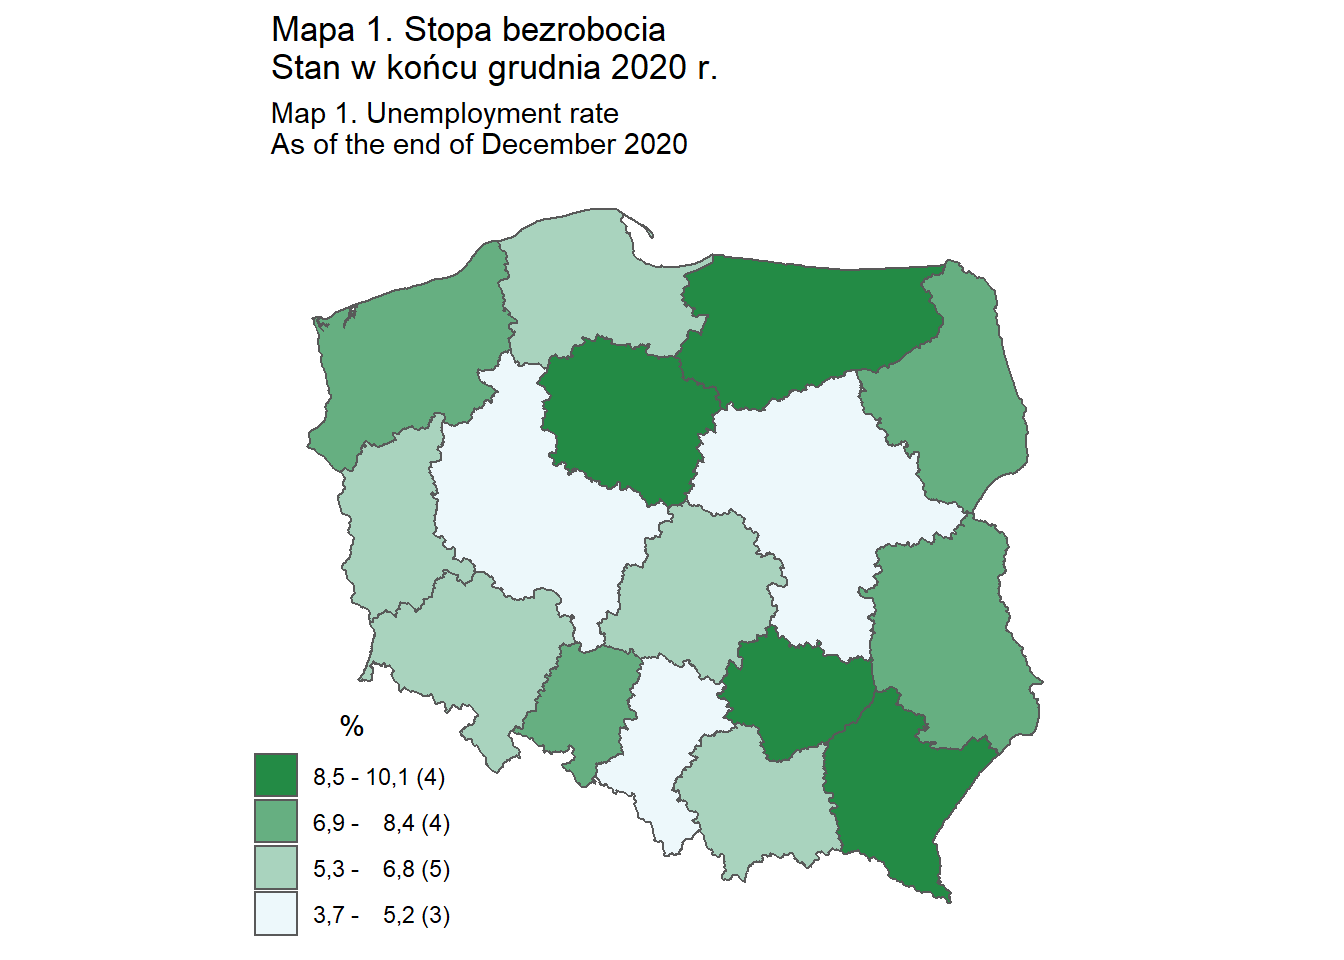 Mapa 1. Stopa bezrobocia
Stan w końcu grudnia 2020 r.
Map 1. Unemployment rate
As of the end of December 2020
%
8,5 - 10,1 (4)
6,9 - 8,4 (4)
5,3 - 6,8 (5)
3,7 - 5,2 (3)